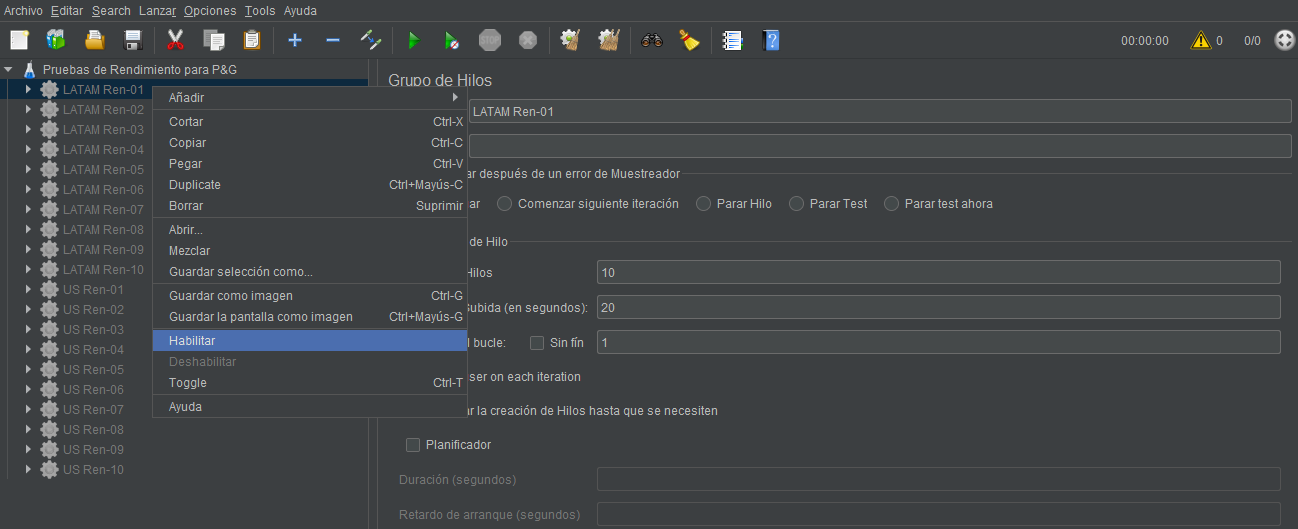 Archivo Editar Search Lanzar Opciones Tools Ayuda
STOP
00:00:00 0 0/0
Pruebas de Rendimiento para P&G
LATAM Ren-01
LATAM Ren-02
LATAM Ren-03
LATAM Ren-04
LATAM Ren-05
LATAM Ren-06
LATAM Ren-07
LATAM Ren-08
LATAM Ren-09
LATAM Ren-10
US Ren-01
US Ren-02
US Ren-03
US Ren-04
US Ren-05
US Ren-06
US Ren-07
US Ren-08
US Ren-09
US Ren-10
Añadir
Cortar Ctrl-X
Copiar Ctrl-C
Pegar Ctrl-V
Duplicate Ctrl+Mayús-C
Borrar Suprimir
Abrir...
Mezclar
Guardar selección como...
Guardar como imagen Ctrl-G
Guardar la pantalla como imagen Ctrl+Mayús-G
Habilitar
Deshabilitar
Toggle Ctrl-T
Ayuda
Grupo de Hilos
LATAM Ren-01
ar después de un error de Muestreador
ar Comenzar siguiente iteración Parar Hilo Parar Test Parar test ahora
de Hilo
Hilos 10
Subida (en segundos): 20
l bucle: Sin fín 1
ser on each iteration
ar la creación de Hilos hasta que se necesiten
Planificador
Duración (segundos)
Retardo de arranque (segundos)